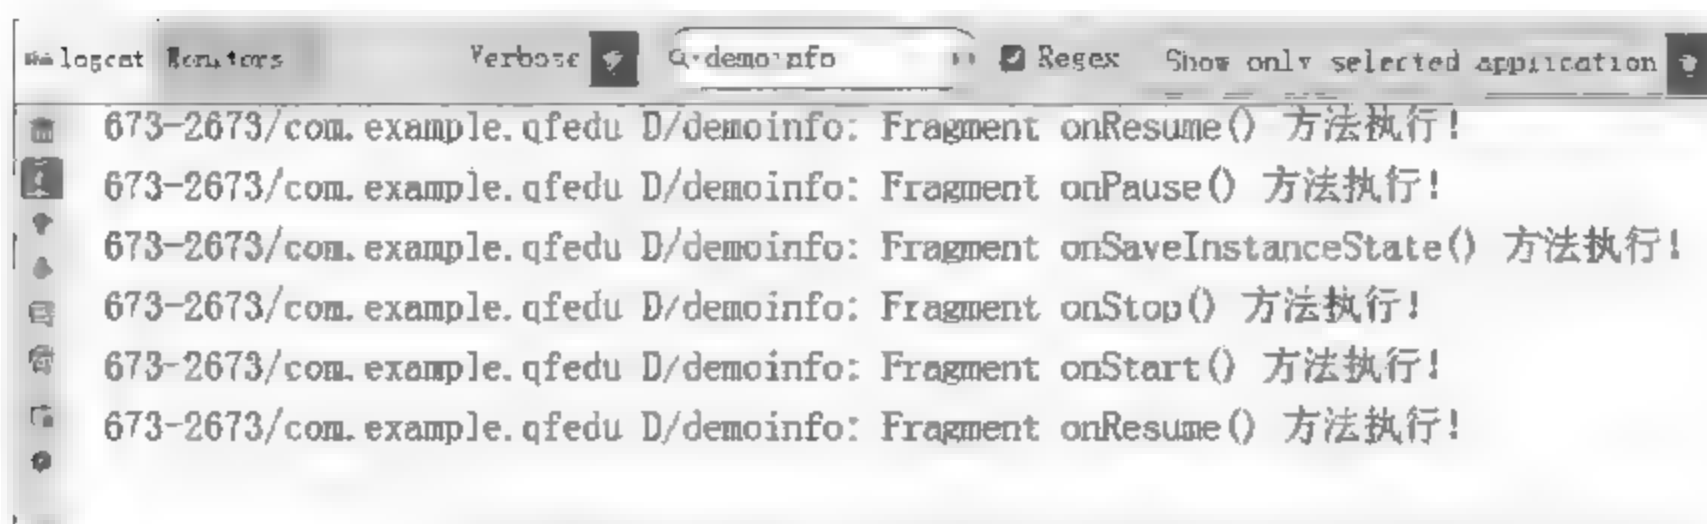 logcat Monitors Verbose demoinfo Regex Show only selected application
673-2673/com.example.qfedu D/demoinfo: Fragment onResume() 方法执行!
673-2673/com.example.qfedu D/demoinfo: Fragment onPause() 方法执行!
673-2673/com.example.qfedu D/demoinfo: Fragment onSaveInstanceState() 方法执行!
673-2673/com.example.qfedu D/demoinfo: Fragment onStop() 方法执行!
673-2673/com.example.qfedu D/demoinfo: Fragment onStart() 方法执行!
673-2673/com.example.qfedu D/demoinfo: Fragment onResume() 方法执行!